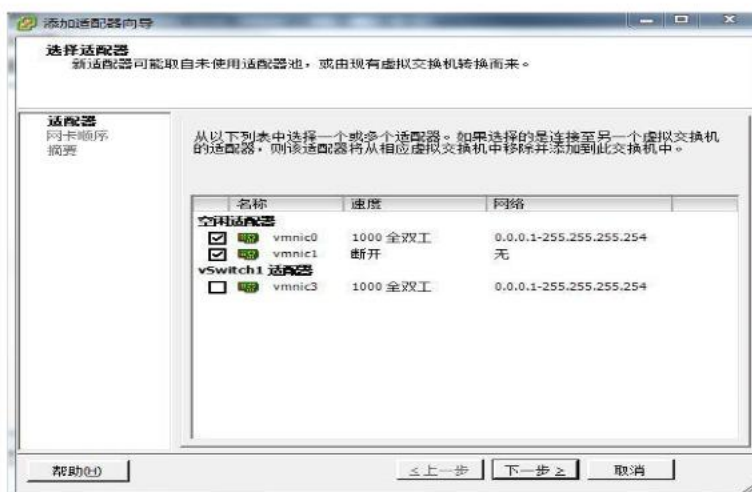 添加适配器向导
选择适配器
新适配器可能取自未使用适配器池，或由现有虚拟交换机转换而来。
适配器
网卡顺序
摘要
从以下列表中选择一个或多个适配器。如果选择的是连接至另一个虚拟交换机
的适配器，则该适配器将从相应虚拟交换机中移除并添加到此交换机中。
名称 速度 网络
空闲适配器
vmnic0 1000 全双工 0.0.0.1-255.255.255.254
vmnic1 断开 无
vSwitch1 适配器
vmnic3 1000 全双工 0.0.0.1-255.255.255.254
帮助(H) ≤上一步 下一步≥ 取消